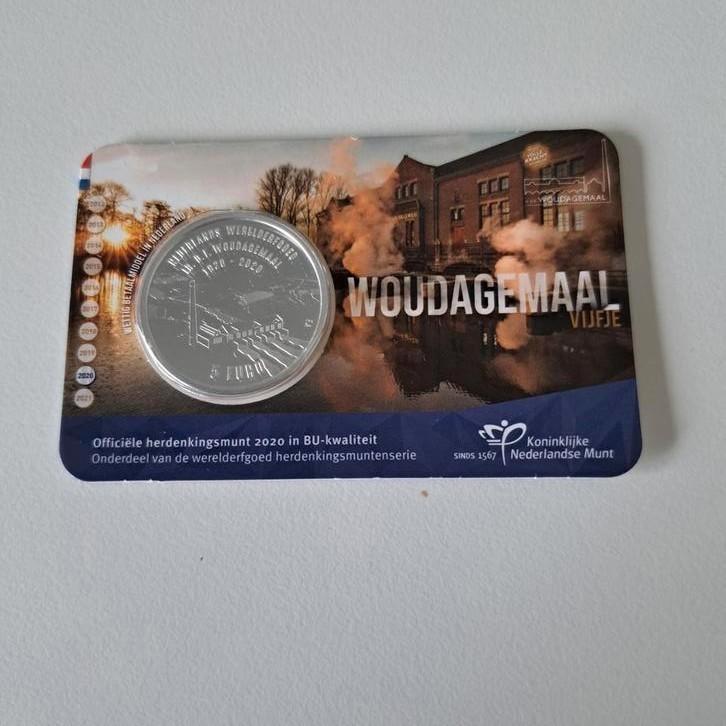 2012
2013
2014
2015
2016
2017
2018
2019
2020
2021
WETTIG BETAALMIDDEL IN NEDERLAND
NEDERLANDS WERELDERFGOED
IR. D.F. WOUDAGEMAAL
1920 - 2020
5 EURO
VOLLE
KRACHT
WOUDAGEMAAL
WOUDAGEMAAL
VIJFJE
Officiële herdenkingsmunt 2020 in BU-kwaliteit
Onderdeel van de werelderfgoed herdenkingsmuntenserie
SINDS 1567
Koninklijke
Nederlandse Munt